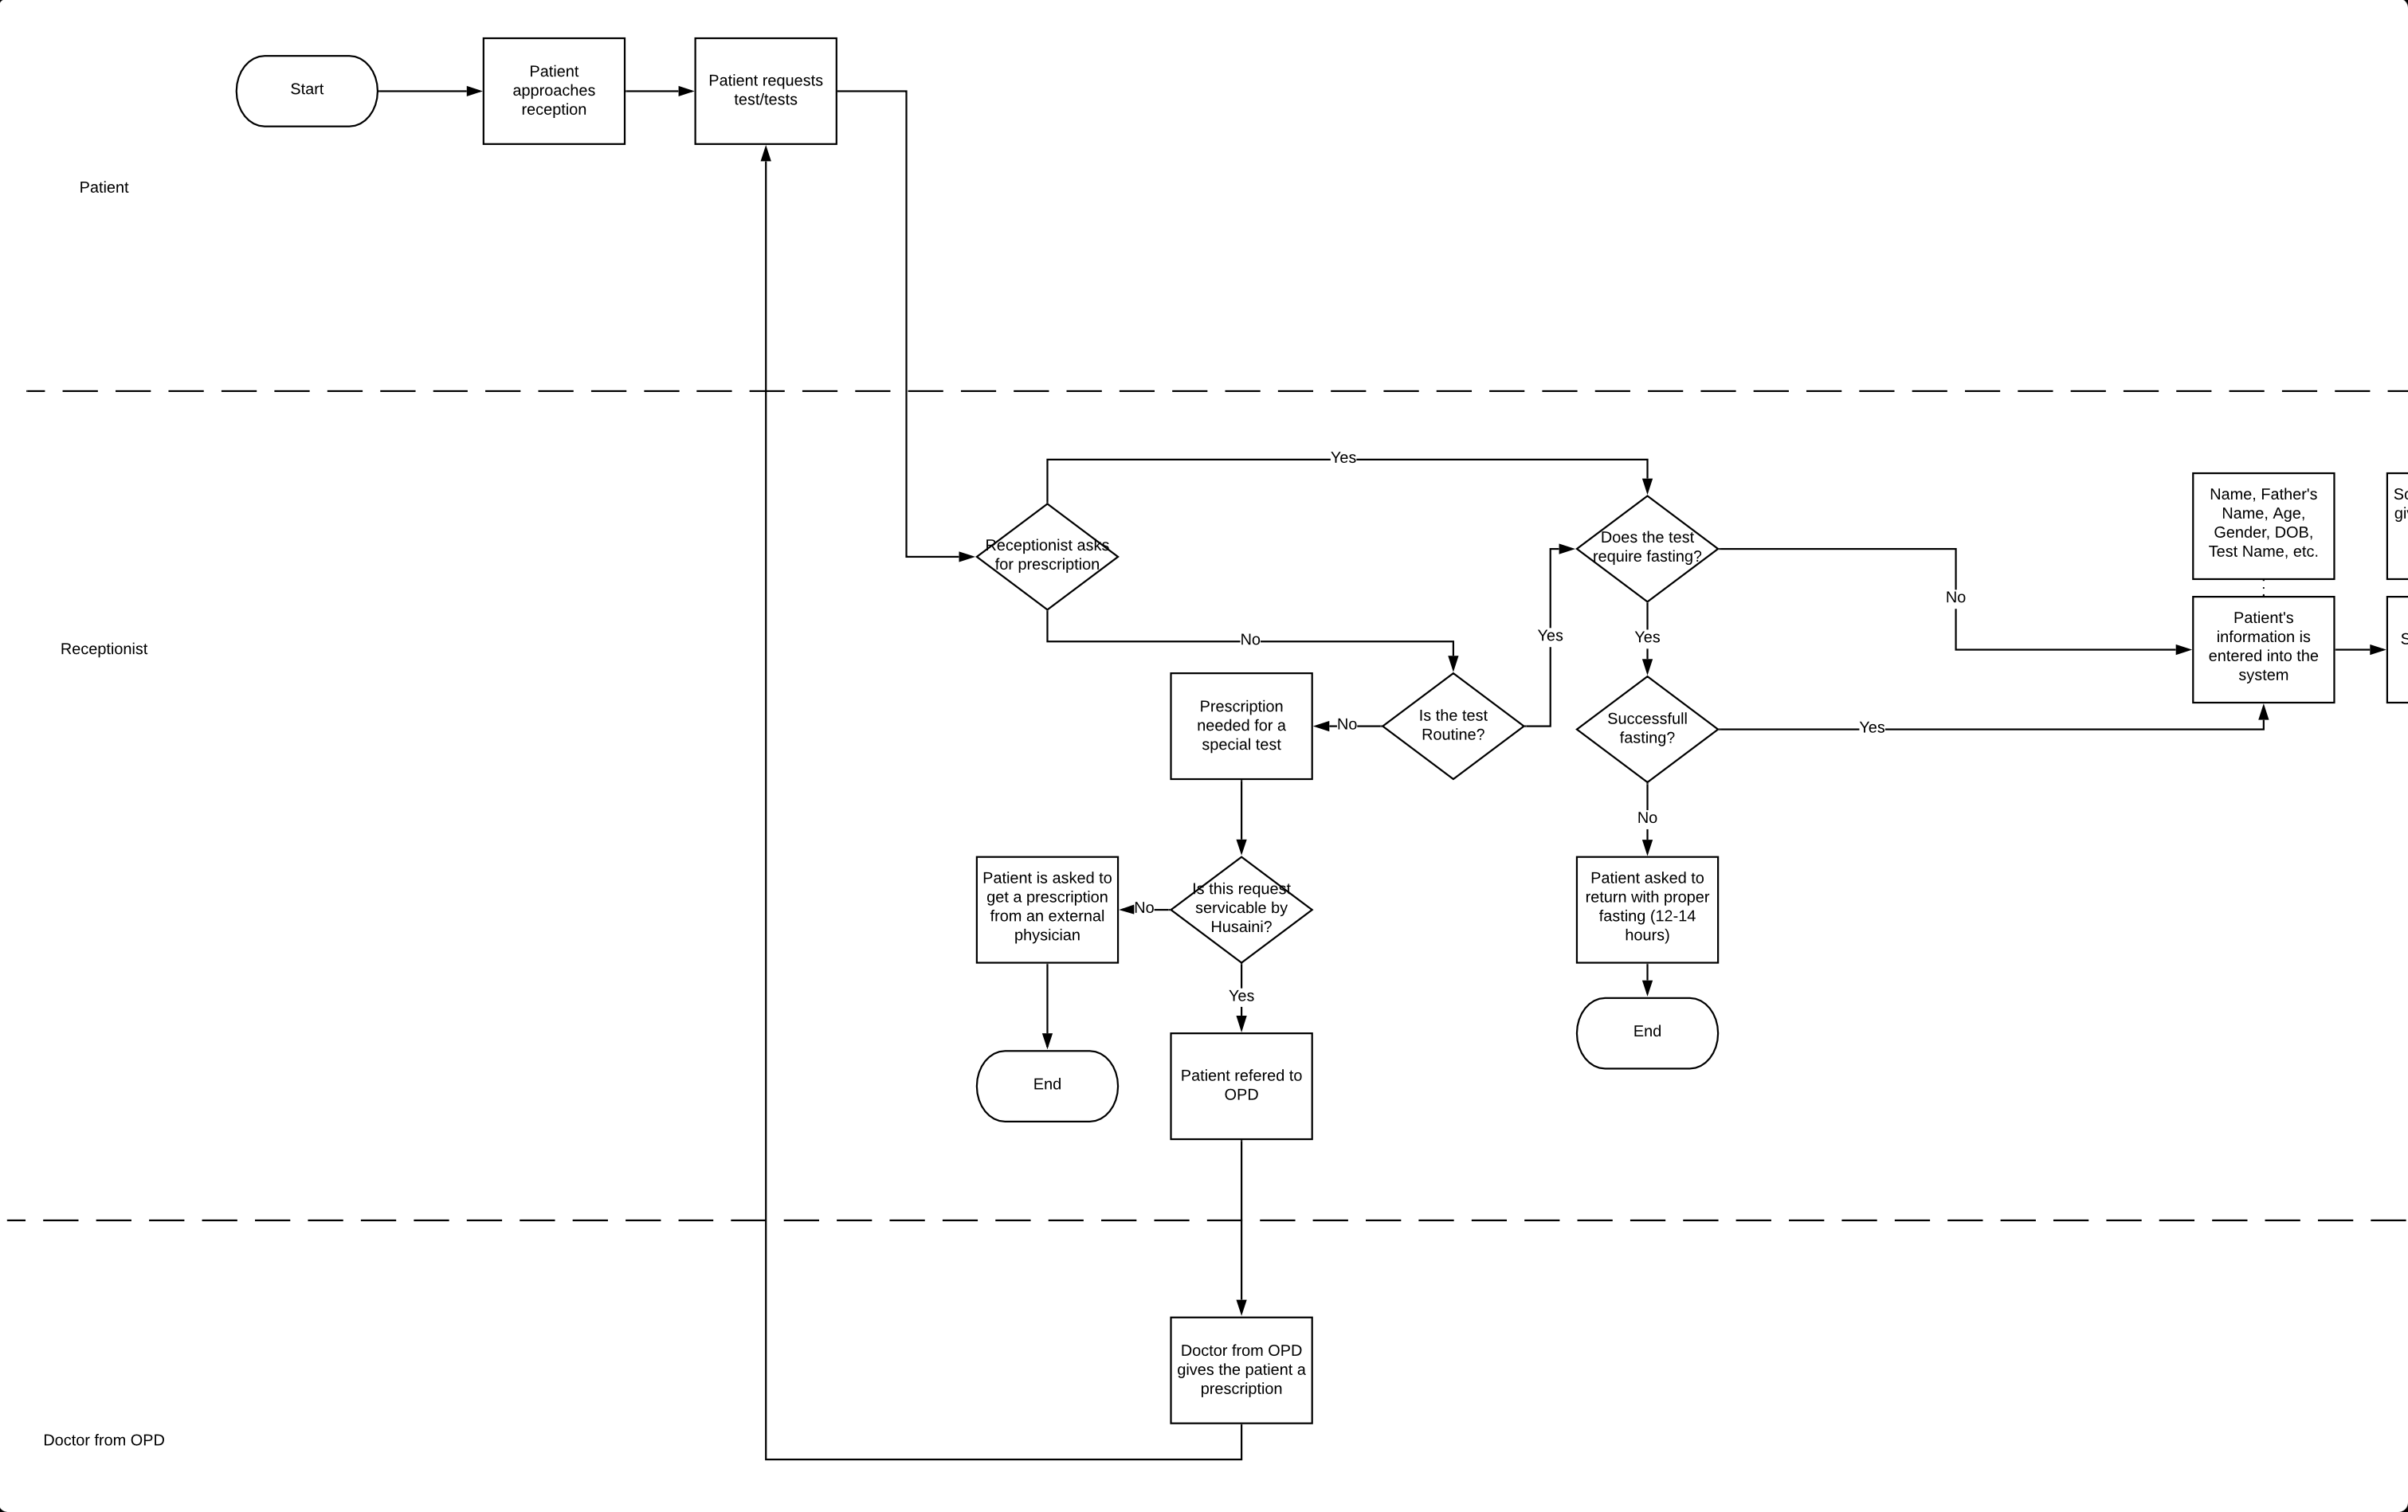 Start
Patient
approaches
reception
Patient requests
test/tests
Patient
Yes
Receptionist asks
for prescription
Does the test
require fasting?
No
Name, Father's
Name, Age,
Gender, DOB,
Test Name, etc.
Receptionist
No
Yes
Yes
Patient's
information is
entered into the
system
Prescription
needed for a
special test
No
Is the test
Routine?
Successfull
fasting?
Yes
No
Patient is asked to
get a prescription
from an external
physician
No
Is this request
servicable by
Husaini?
Patient asked to
return with proper
fasting (12-14
hours)
Yes
End
End
Patient refered to
OPD
Doctor from OPD
gives the patient a
prescription
Doctor from OPD